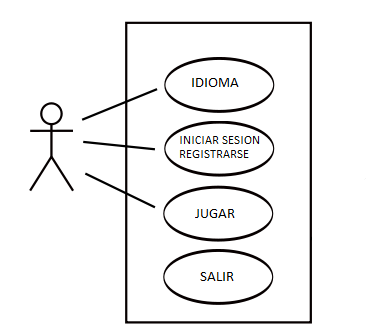 IDIOMA
INICIAR SESION
REGISTRARSE
JUGAR
SALIR